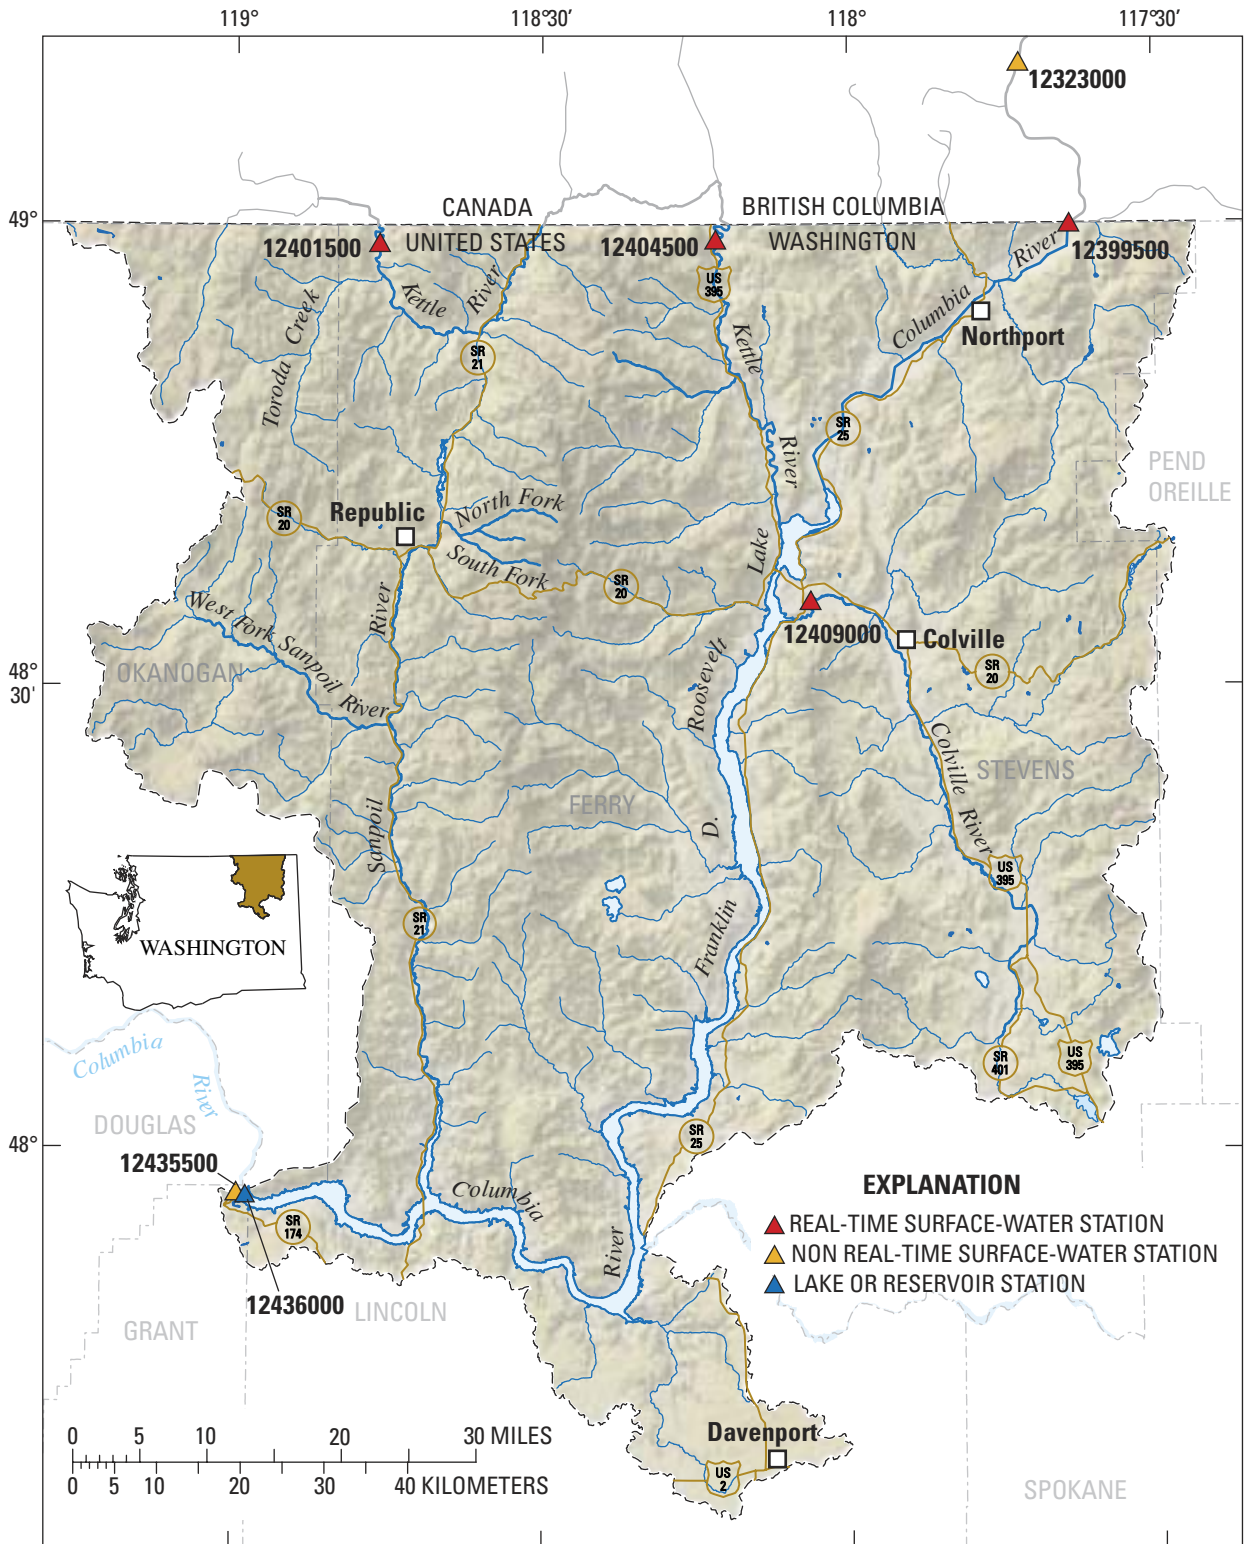 119°
118°30′
118°
117°30′
12323000
49°
CANADA
BRITISH COLUMBIA
12401500
UNITED STATES
12404500
WASHINGTON
River
12399500
US
395
Kettle
River
Creek
Toroda
Columbia
Northport
Kettle
SR
21
SR
25
River
PEND
OREILLE
Republic
SR
20
North Fork
South Fork
SR
20
Lake
River
12409000
Colville
West Fork Sanpoil River
OKANOGAN
SR
20
48°
30'
Roosevelt
Colville River
STEVENS
FERRY
D.
Sanpoil
US
395
SR
21
Franklin
WASHINGTON
Columbia
River
SR
401
US
395
DOUGLAS
48°
SR
25
12435500
EXPLANATION
Columbia
River
SR
174
REAL-TIME SURFACE-WATER STATION
NON REAL-TIME SURFACE-WATER STATION
LAKE OR RESERVOIR STATION
12436000
LINCOLN
GRANT
Davenport
0 5 10 20 30 MILES
0 5 10 20 30 40 KILOMETERS
US
2
SPOKANE